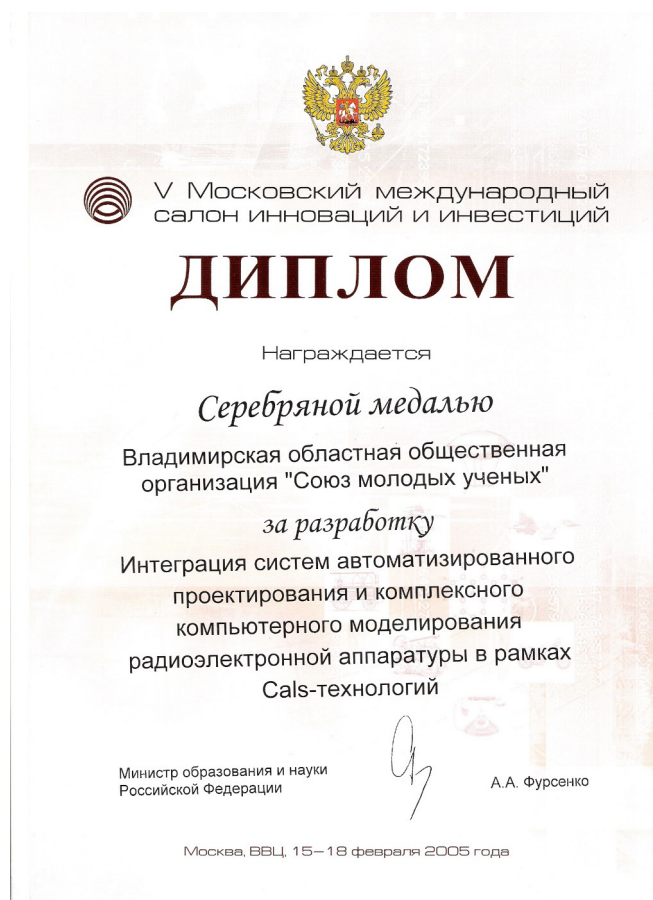 V Московский международный
салон инноваций и инвестиций
ДИПЛОМ
Награждается
Серебряной медалью
Владимирская областная общественная
организация "Союз молодых ученых"
за разработку
Интеграция систем автоматизированного
проектирования и комплексного
компьютерного моделирования
радиоэлектронной аппаратуры в рамках
Cals-технологий
Министр образования и науки
Российской Федерации
А.А. Фурсенко
Москва, ВВЦ, 15–18 февраля 2005 года